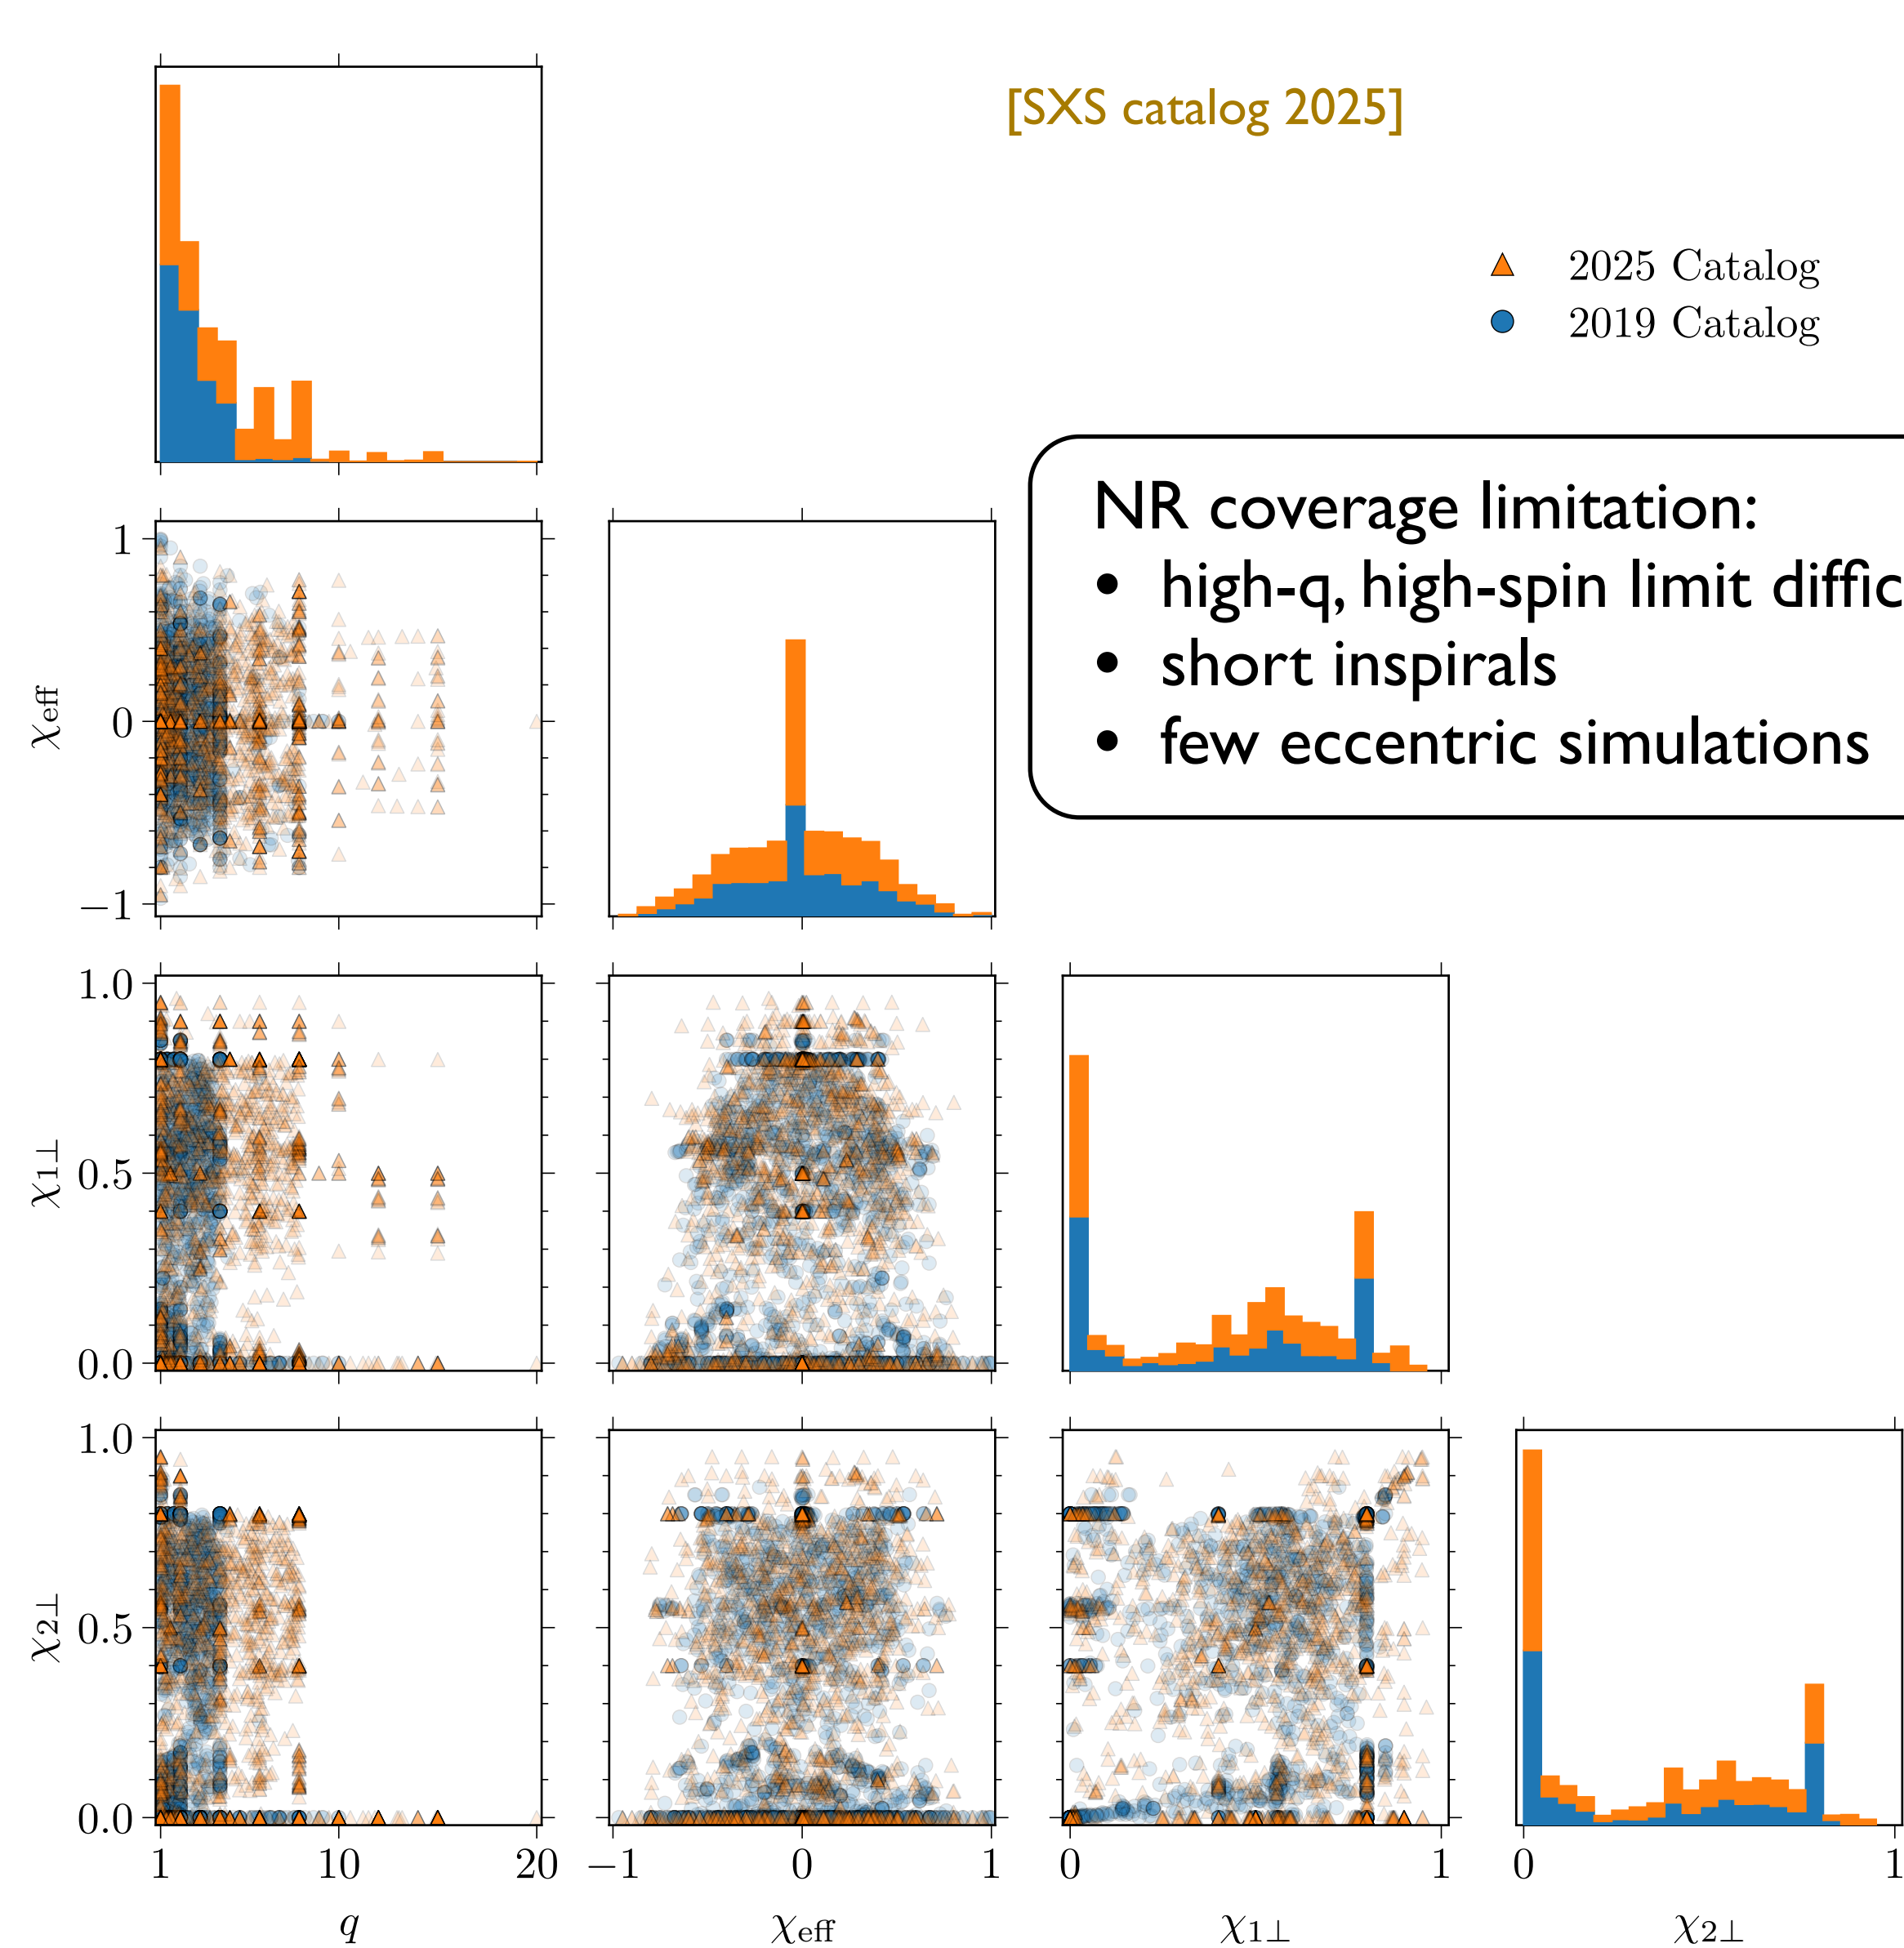 [SXS catalog 2025]
2025 Catalog
2019 Catalog
NR coverage limitation:
• high-q, high-spin limit diffic
• short inspirals
• few eccentric simulations
1
χeff
0
−1
1.0
χ1⊥
0.5
0.0
1.0
χ2⊥
0.5
0.0
1 10 20 −1 0 1 0 1 0 1
q χeff χ1⊥ χ2⊥